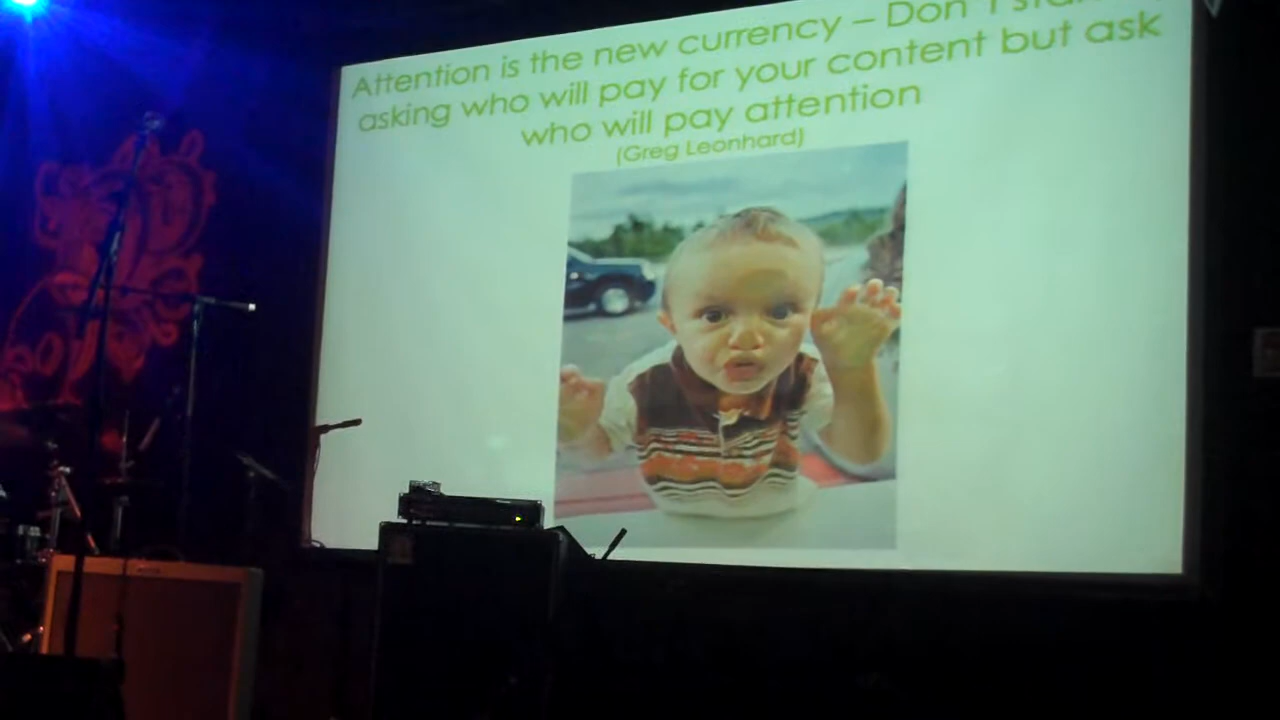 Attention is the new currency – Don't
asking who will pay for your content but ask
who will pay attention
(Greg Leonhard)